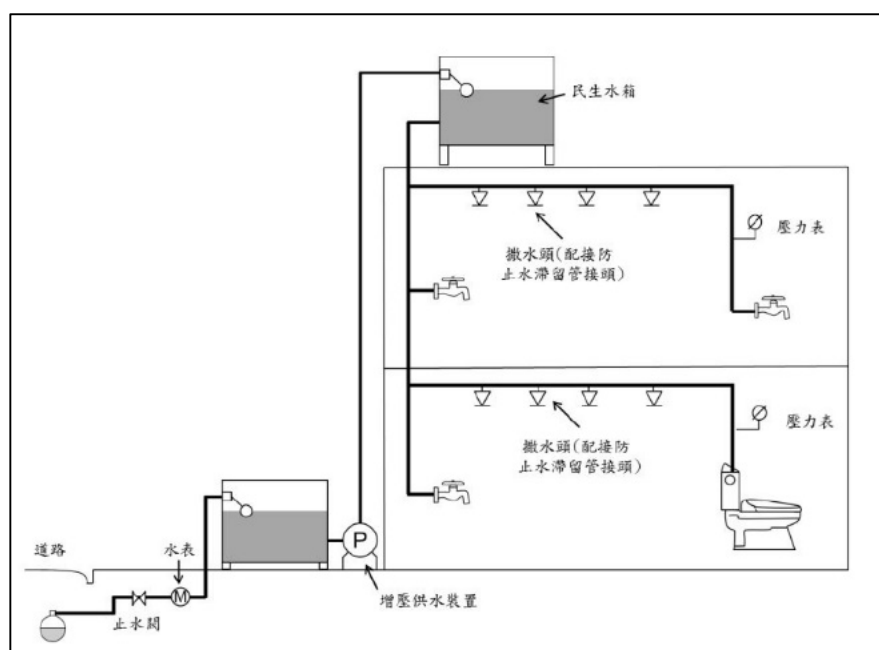 民生水箱
壓力表
撒水頭(配接防
止水滯留管接頭)
壓力表
撒水頭(配接防
止水滯留管接頭)
道路
水表
P
M
止水閥
增壓供水裝置